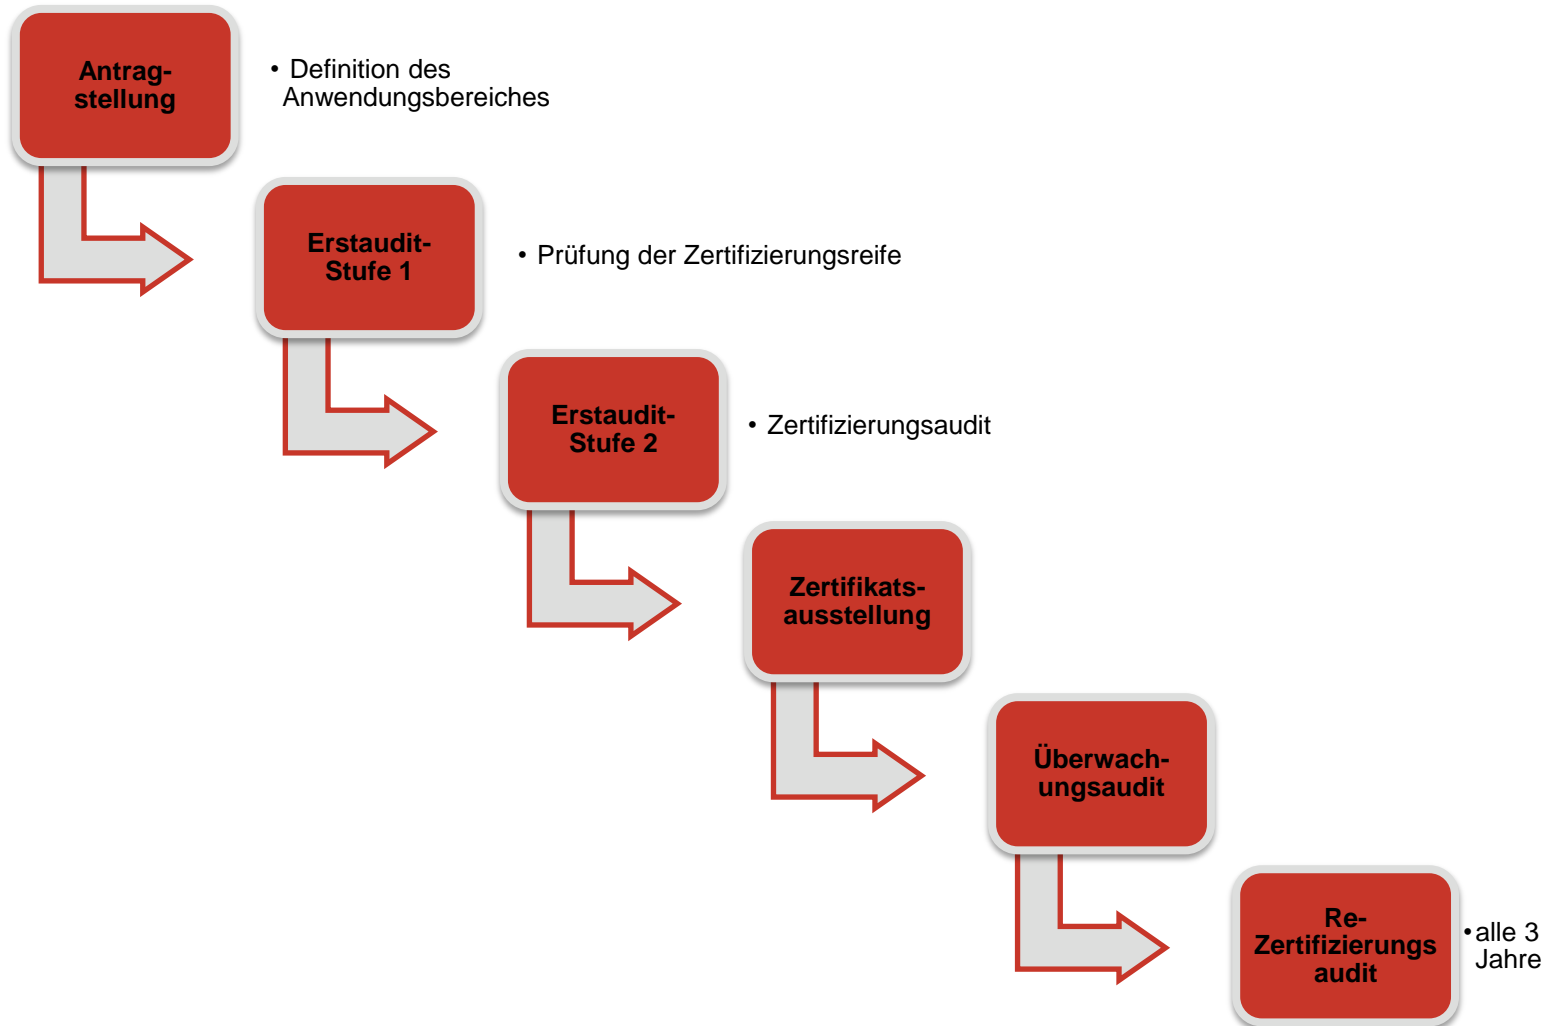 Antrag-
stellung
• Definition des
Anwendungsbereiches
Erstaudit-
Stufe 1
• Prüfung der Zertifizierungsreife
Erstaudit-
Stufe 2
• Zertifizierungsaudit
Zertifikats-
ausstellung
Überwach-
ungsaudit
Re-
Zertifizierungs
audit
• alle 3
Jahre